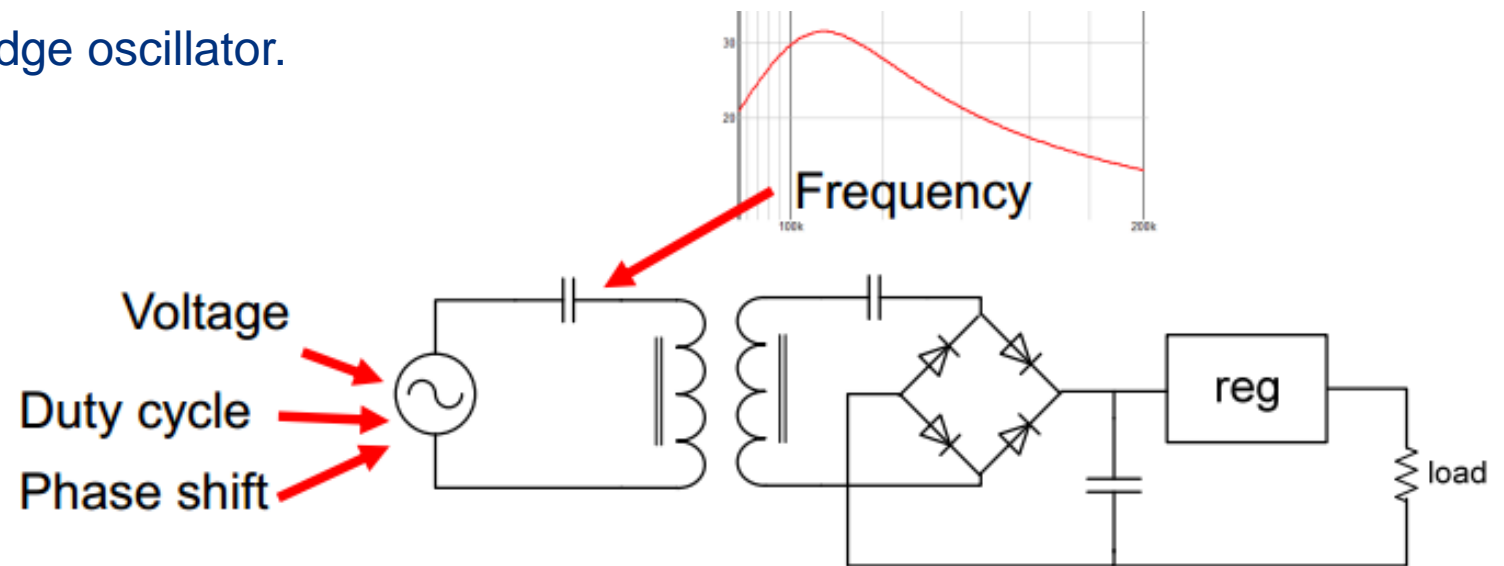 dge oscillator.
30
20
100k
200k
Frequency
Voltage
Duty cycle
Phase shift
reg
load